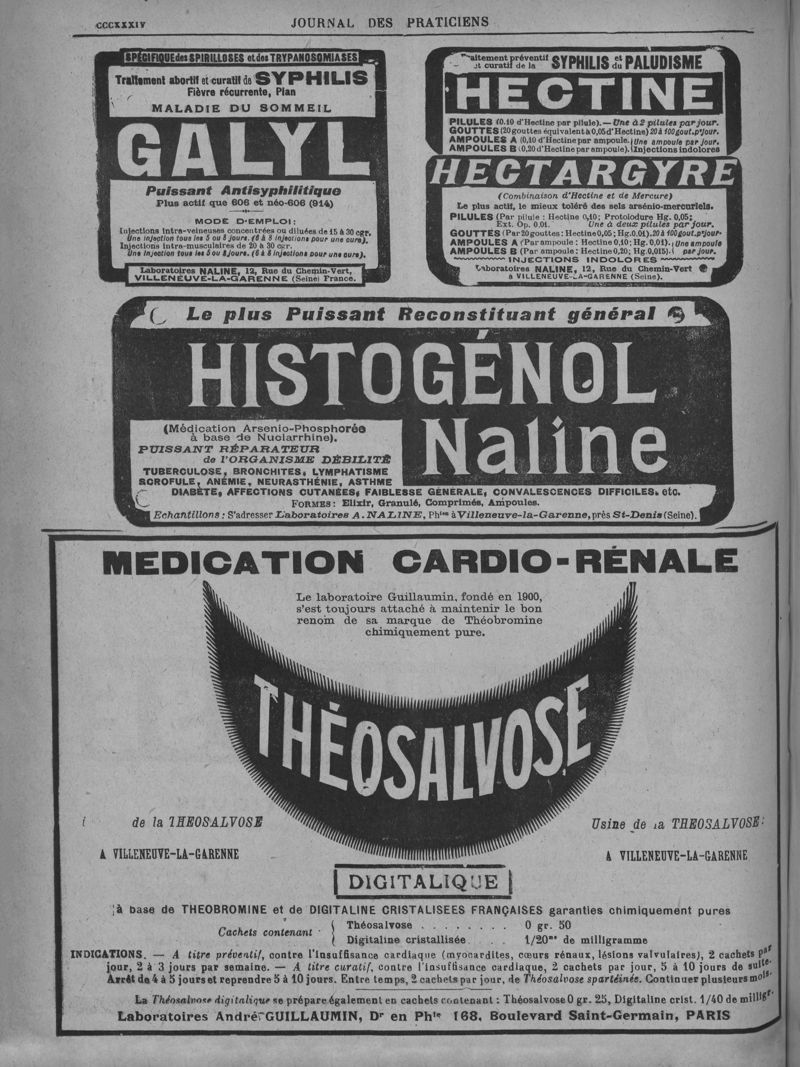 CCCXXXIV
JOURNAL DES PRATICIENS
SPÉCIFIQUE des SPIRILLOSES et des TRYPANOSOMIASES
Traitement abortif et curatif de SYPHILIS
Fièvre récurrente, Pian
MALADIE DU SOMMEIL
GALYL
Puissant Antisyphilitique
Plus actif que 606 et néo-606 (914)
MODE D'EMPLOI:
Injections intra-veineuses concentrées ou diluées de 15 à 30 cgr.
Une injection tous les 5 ou 8 jours. (6 à 8 injections pour une cure).
Injections intra-musculaires de 20 à 30 cgr.
Une injection tous les 5 ou 8 jours. (6 à 8 injections pour une cure).
Laboratoires NALINE, 12, Rue du Chemin-Vert,
VILLENEUVE-LA-GARENNE (Seine) France.
Traitement préventif et curatif de la SYPHILIS et du PALUDISME
HECTINE
PILULES (0.10 d'Hectine par pilule).—Une à 2 pilules par jour.
GOUTTES (20 gouttes équivalent à 0,05 d'Hectine) 20 à 100 gout. pr jour.
AMPOULES A (0,10 d'Hectine par ampoule.) Une ampoule par jour.
AMPOULES B (0,20 d'Hectine par ampoule). Injections indolores
HECTARGYRE
(Combinaison d'Hectine et de Mercure)
Le plus actif, le mieux toléré des sels arsénio-mercuriels.
PILULES (Par pilule : Hectine 0,10; Protoiodure Hg. 0,05;
Ext. Op. 0.01. Une à deux pilules par jour.
GOUTTES (Par 20 gouttes: Hectine 0,05; Hg.0.01). 20 à 100 gout. pr jour.
AMPOULES A (Par ampoule : Hectine 0,10; Hg. 0,01). Une ampoule
AMPOULES B (Par ampoule: Hectine 0,20; Hg. 0,015). par jour.
INJECTIONS INDOLORES
Laboratoires NALINE, 12, Rue du Chemin-Vert
à VILLENEUVE-LA-GARENNE (Seine).
Le plus Puissant Reconstituant général
HISTOGÉNOL
Naline
(Médication Arsenio-Phosphorée
à base de Nuclarrhine).
PUISSANT RÉPARATEUR
de l'ORGANISME DÉBILITÉ
TUBERCULOSE, BRONCHITES, LYMPHATISME
SCROFULE, ANÉMIE, NEURASTHÉNIE, ASTHME
DIABÈTE, AFFECTIONS CUTANÉES, FAIBLESSE GÉNÉRALE, CONVALESCENCES DIFFICILES. etc.
FORMES: Elixir, Granulé, Comprimés, Ampoules.
Echantillons : S'adresser Laboratoires A. NALINE, Phien à Villeneuve-la-Garenne, près St-Denis (Seine).
MEDICATION CARDIO-RÉNALE
Le laboratoire Guillaumin, fondé en 1900,
s'est toujours attaché à maintenir le bon
renom de sa marque de Théobromine
chimiquement pure.
THÉOSALVOSE
de la THEOSALVOSE
A VILLENEUVE-LA-GARENNE
Usine de la THEOSALVOSE
A VILLENEUVE-LA-GARENNE
DIGITALIQUE
à base de THEOBROMINE et de DIGITALINE CRISTALISEES FRANÇAISES garanties chimiquement pures
Cachets contenant
Théosalvose . . . . . . . . 0 gr. 50
Digitaline cristallisée . . . . . 1/20me de milligramme
INDICATIONS. — A titre préventif, contre l'insuffisance cardiaque (myocardites, cœurs rénaux, lésions valvulaires), 2 cachets par
jour, 2 à 3 jours par semaine. — A titre curatif, contre l'insuffisance cardiaque, 2 cachets par jour, 5 à 10 jours de suite.
Arrêt de 4 à 5 jours et reprendre 5 à 10 jours. Entre temps, 2 cachets par jour, de Théosalvose spartéinée. Continuer plusieurs mois.
La Théosalvose digitalique se prépare également en cachets contenant : Théosalvose 0 gr. 25, Digitaline crist. 1/40 de milligr.
Laboratoires André GUILLAUMIN, Dr en Phie 168, Boulevard Saint-Germain, PARIS